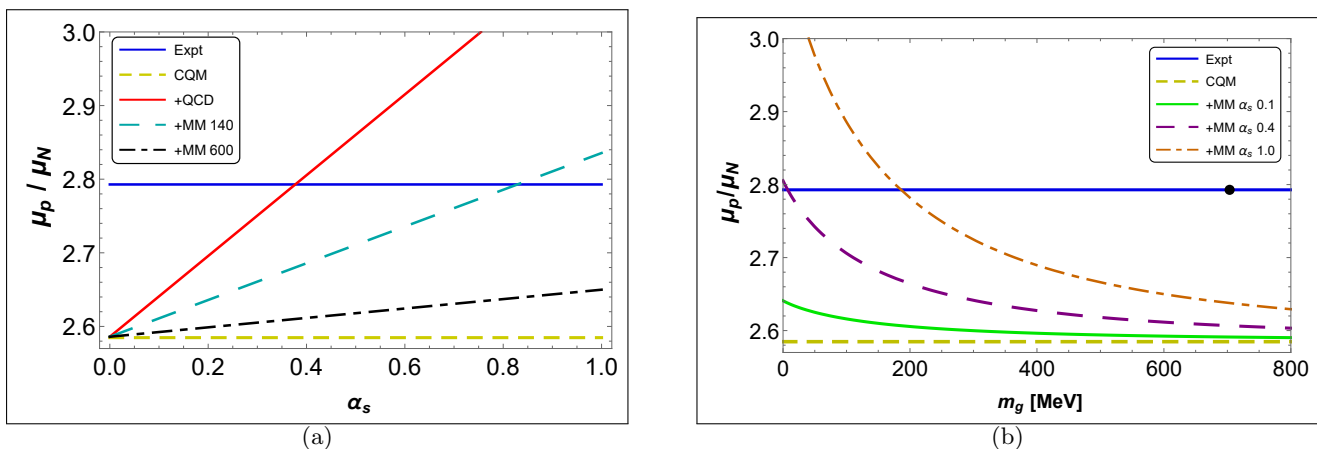 3.0
2.9
2.8
2.7
2.6
μp / μN
Expt
CQM
+QCD
+MM 140
+MM 600
0.0 0.2 0.4 0.6 0.8 1.0
αs
(a)
3.0
2.9
2.8
2.7
2.6
μp/μN
Expt
CQM
+MM αs 0.1
+MM αs 0.4
+MM αs 1.0
0 200 400 600 800
mg [MeV]
(b)